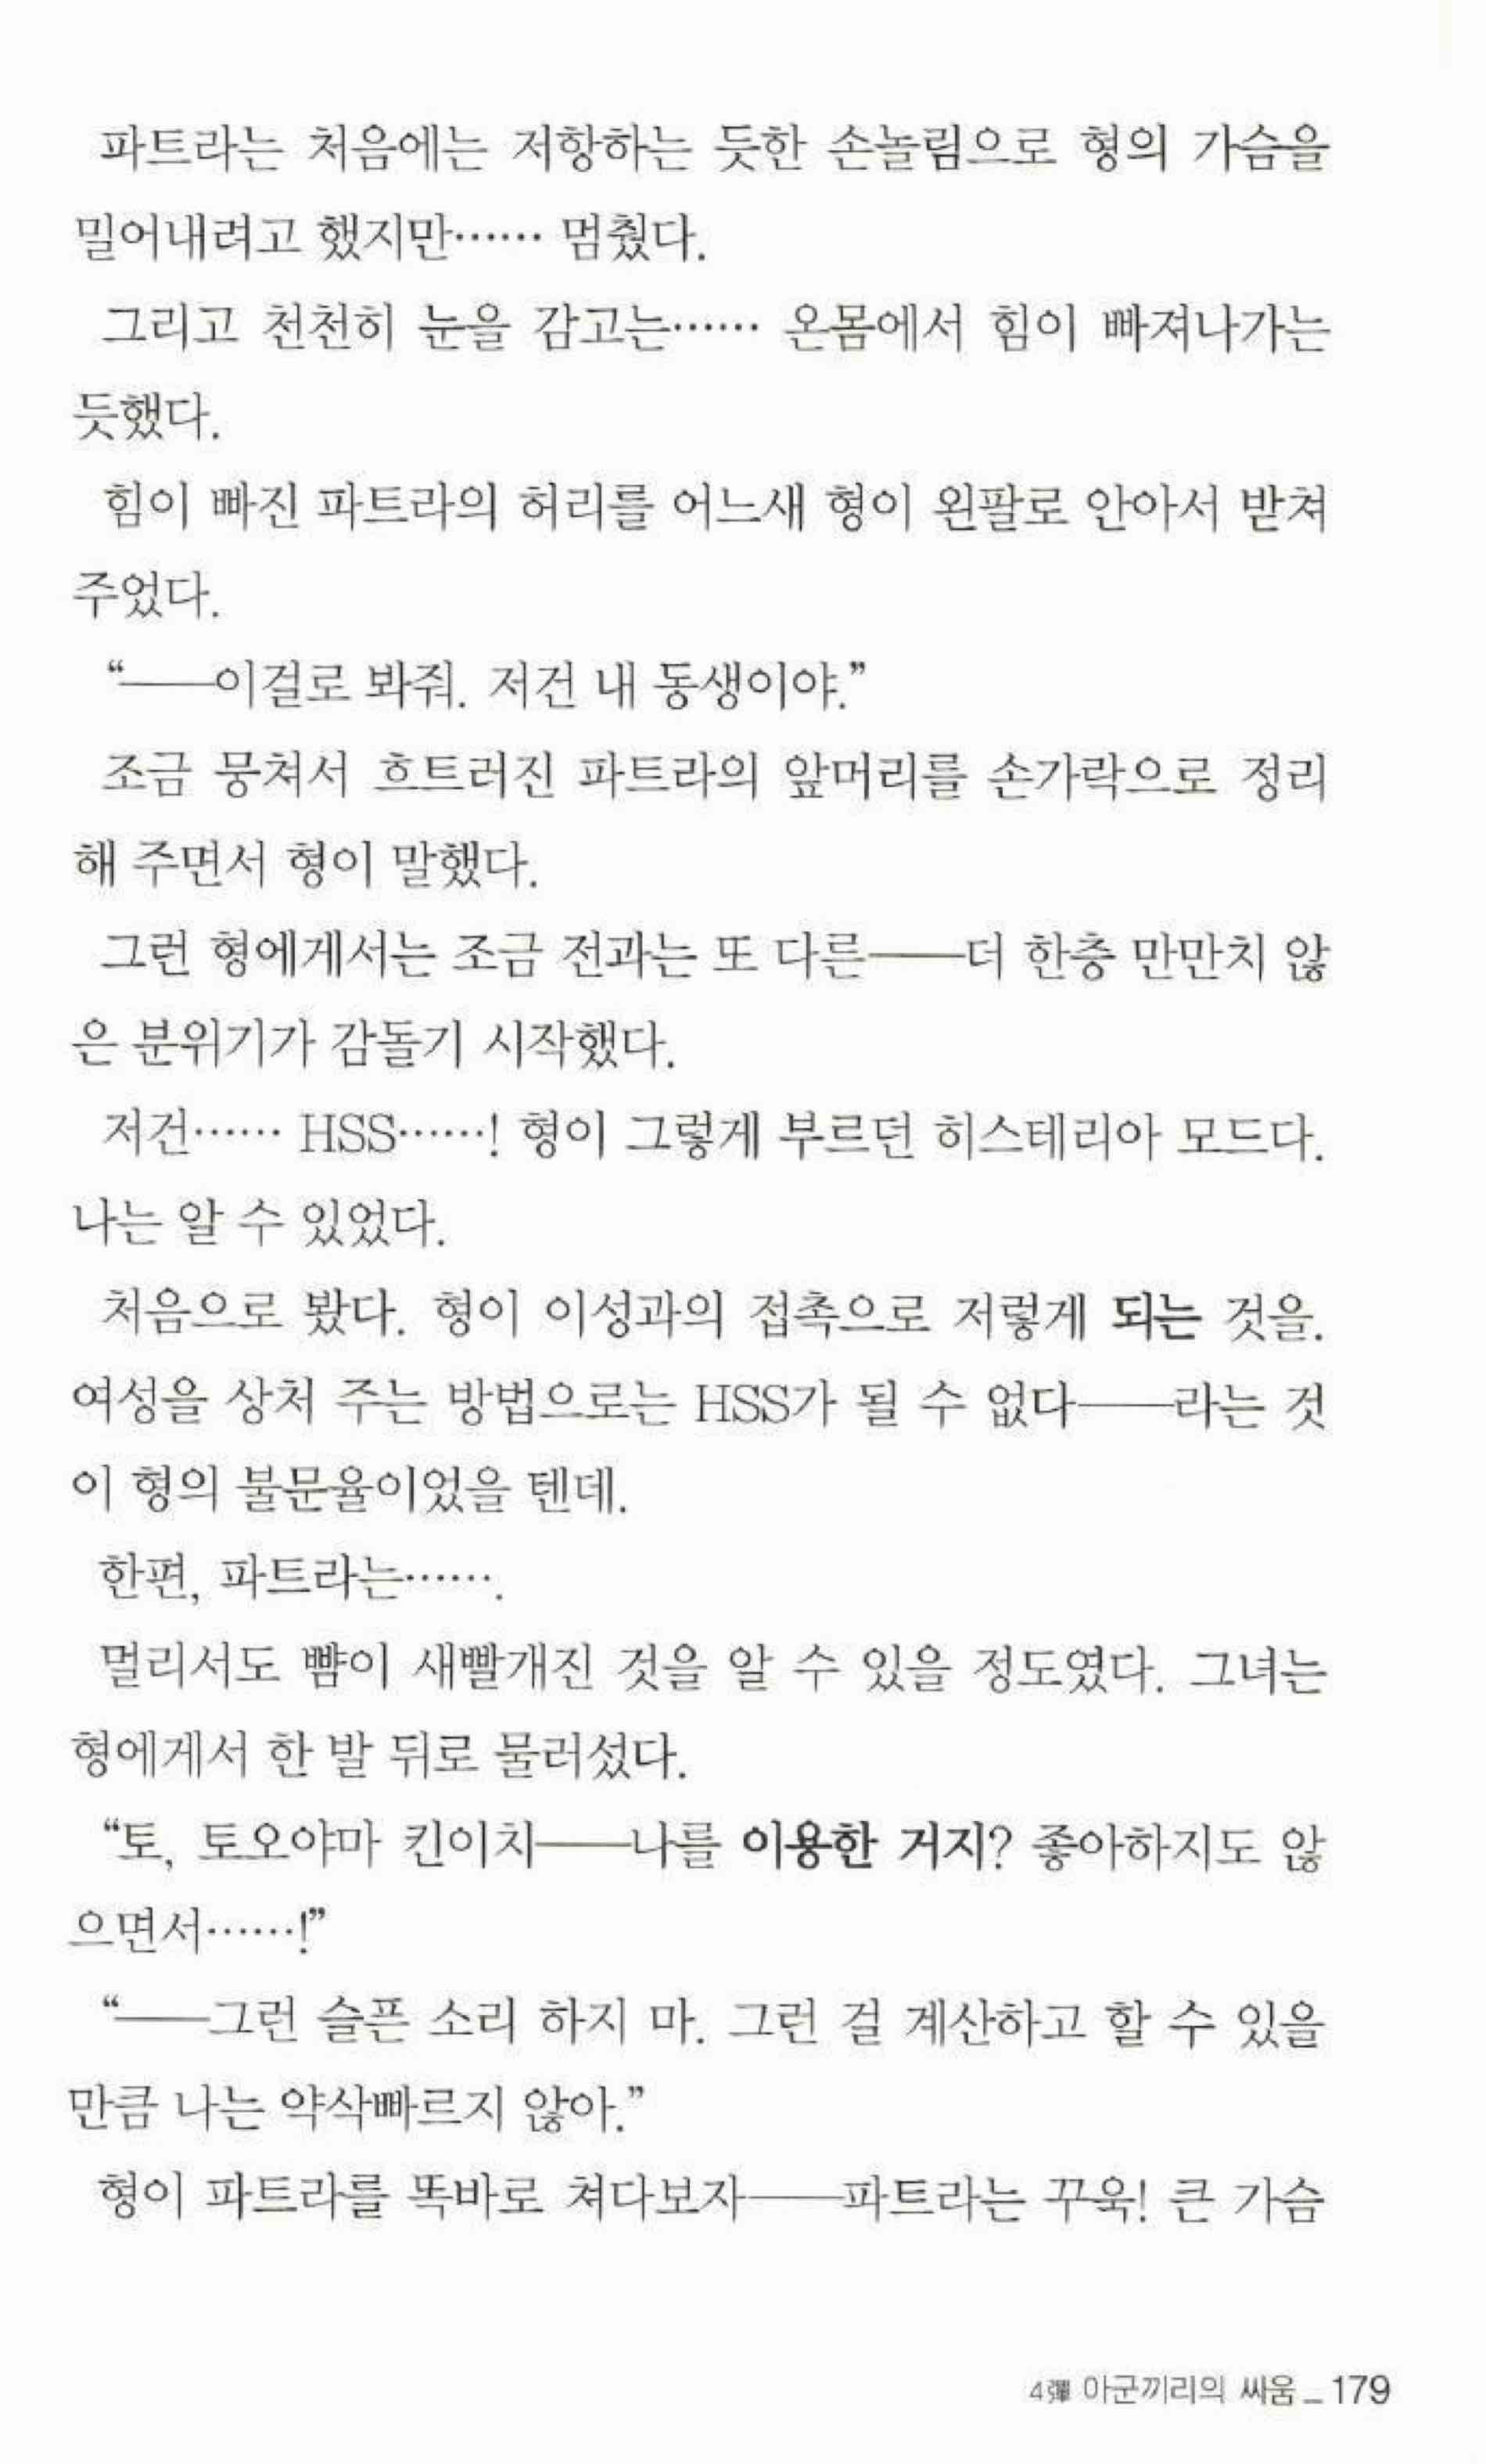 파트라는 처음에는 저항하는 듯한 손놀림으로 형의 가슴을
밀어내려고 했지만…… 멈췄다.
그리고 천천히 눈을 감고는…… 온몸에서 힘이 빠져나가는
듯했다.
힘이 빠진 파트라의 허리를 어느새 형이 왼팔로 안아서 받쳐
주었다.
“──이걸로 봐줘. 저건 내 동생이야.”
조금 뭉쳐서 흐트러진 파트라의 앞머리를 손가락으로 정리
해 주면서 형이 말했다.
그런 형에게서는 조금 전과는 또 다른──더 한층 만만치 않
은 분위기가 감돌기 시작했다.
저건…… HSS……! 형이 그렇게 부르던 히스테리아 모드다.
나는 알 수 있었다.
처음으로 봤다. 형이 이성과의 접촉으로 저렇게 되는 것을.
여성을 상처 주는 방법으로는 HSS가 될 수 없다──라는 것
이 형의 불문율이었을 텐데.
한편, 파트라는…….
멀리서도 뺨이 새빨개진 것을 알 수 있을 정도였다. 그녀는
형에게서 한 발 뒤로 물러섰다.
“토, 토오야마 킨이치──나를 이용한 거지? 좋아하지도 않
으면서……!”
“──그런 슬픈 소리 하지 마. 그런 걸 계산하고 할 수 있을
만큼 나는 약삭빠르지 않아.”
형이 파트라를 똑바로 쳐다보자──파트라는 꾸욱! 큰 가슴
4彈 아군끼리의 싸움 _ 179